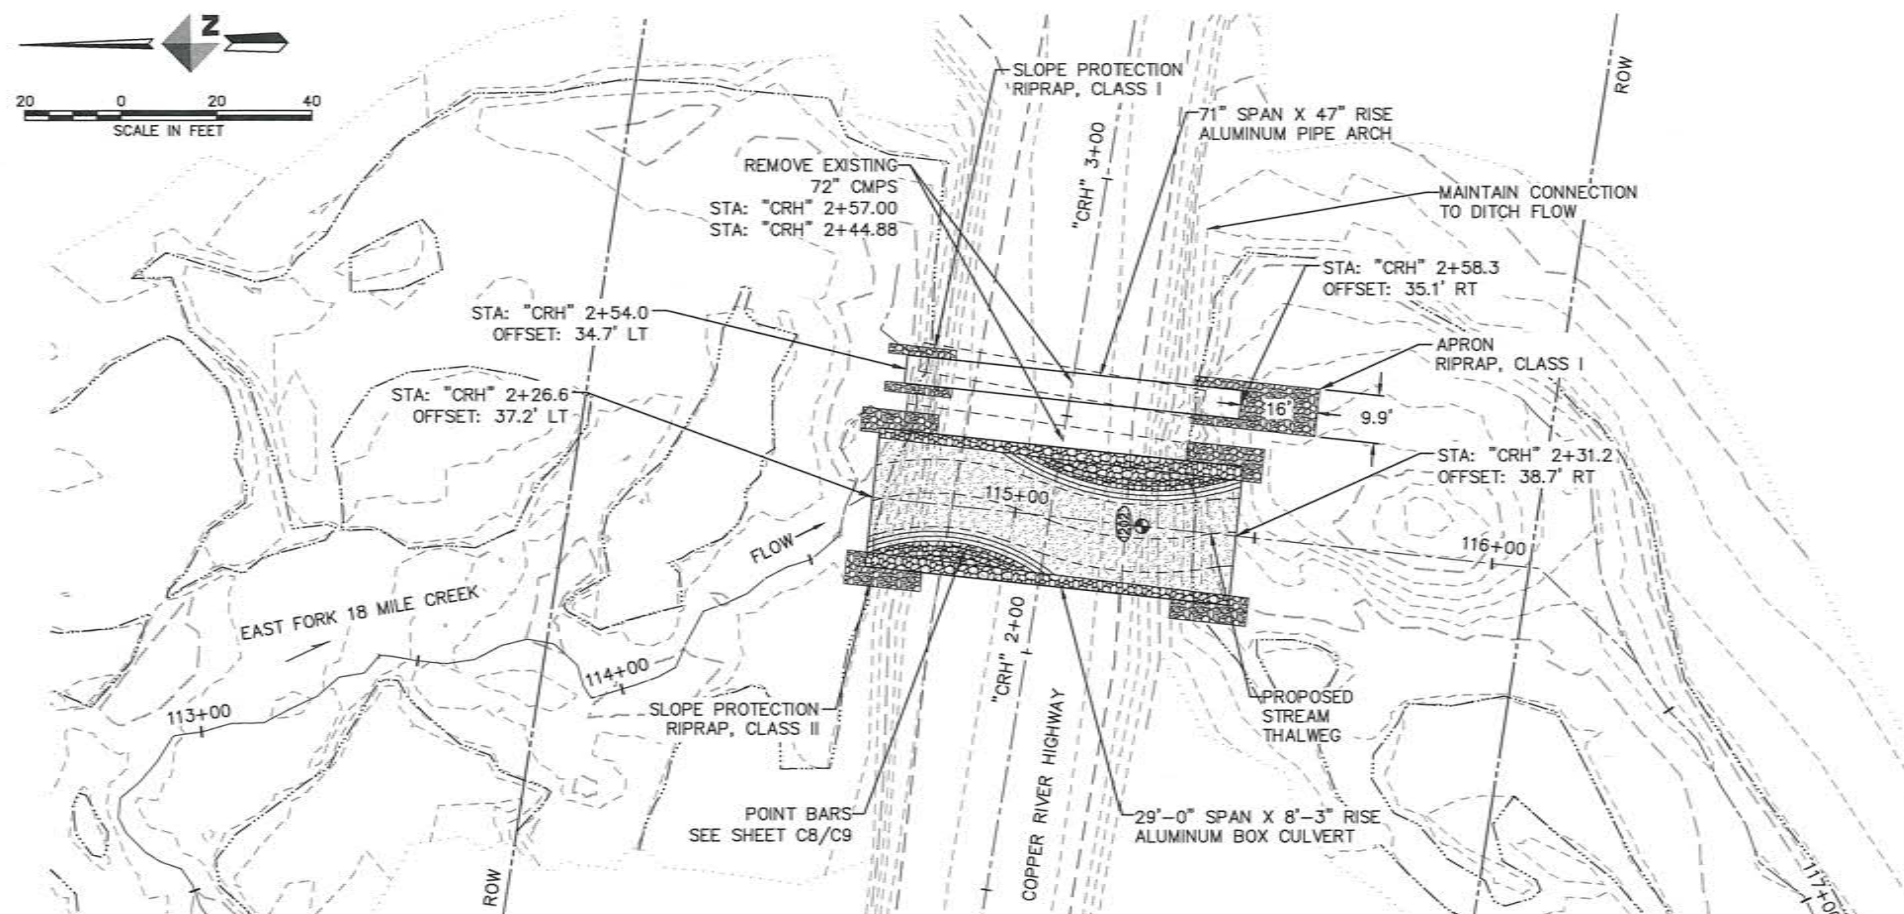 N
20 0 20 40
SCALE IN FEET
SLOPE PROTECTION
RIPRAP, CLASS I
71" SPAN X 47" RISE
ALUMINUM PIPE ARCH
ROW
"CRH" 3+00
REMOVE EXISTING
72" CMPS
STA: "CRH" 2+57.00
STA: "CRH" 2+44.88
MAINTAIN CONNECTION
TO DITCH FLOW
STA: "CRH" 2+58.3
OFFSET: 35.1' RT
STA: "CRH" 2+54.0
OFFSET: 34.7' LT
APRON
RIPRAP, CLASS I
STA: "CRH" 2+26.6
OFFSET: 37.2' LT
16'
9.9'
STA: "CRH" 2+31.2
OFFSET: 38.7' RT
115+00
202
FLOW
116+00
EAST FORK 18 MILE CREEK
"CRH" 2+00
114+00
113+00
SLOPE PROTECTION
RIPRAP, CLASS II
PROPOSED
STREAM
THALWEG
COPPER RIVER HIGHWAY
POINT BARS
SEE SHEET C8/C9
29'-0" SPAN X 8'-3" RISE
ALUMINUM BOX CULVERT
ROW
117+0